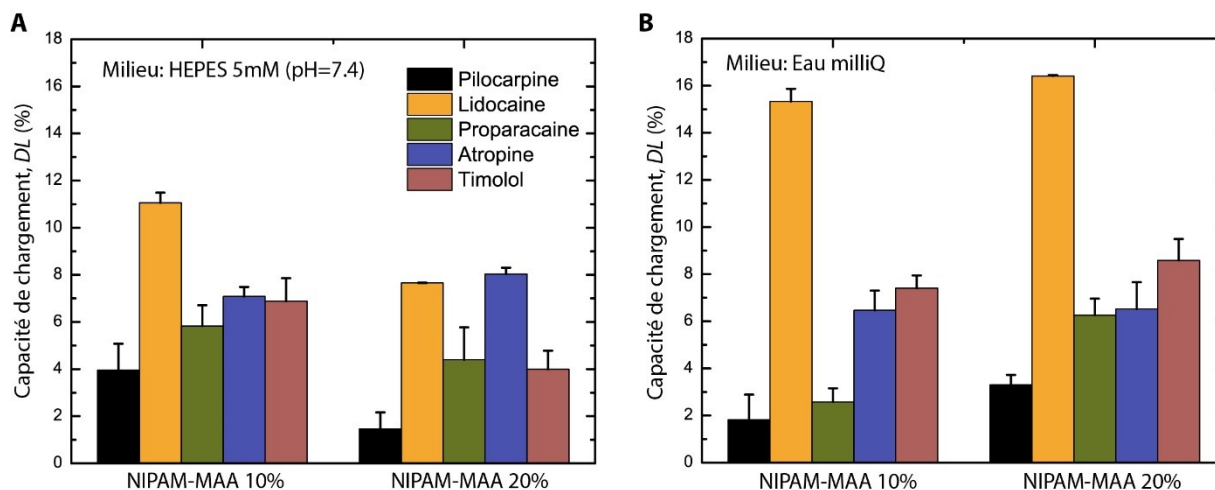 A
Capacité de chargement, DL (%)
18
16
14
12
10
8
6
4
2
0
Milieu: HEPES 5mM (pH=7.4)
Pilocarpine
Lidocaine
Proparacaine
Atropine
Timolol
NIPAM-MAA 10%
NIPAM-MAA 20%
B
Capacité de chargement, DL (%)
18
16
14
12
10
8
6
4
2
0
Milieu: Eau milliQ
NIPAM-MAA 10%
NIPAM-MAA 20%